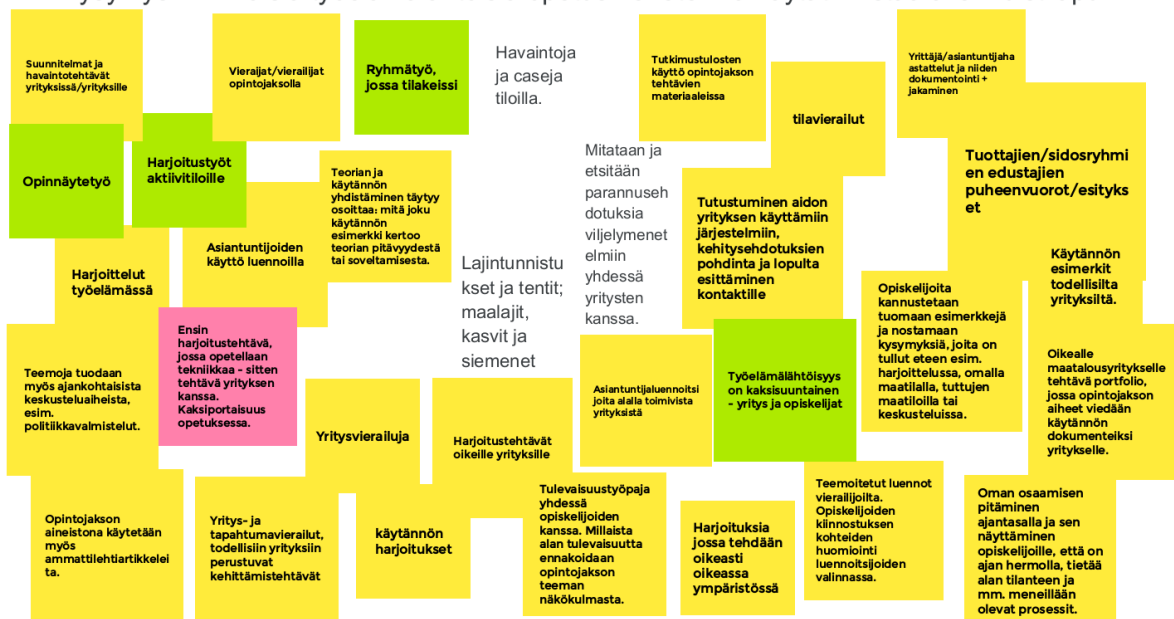 Suunnitelmat ja
havaintotehtävät
yrityksissä/yrityksille
Vieraijat/vierailijat
opintojaksolla
Ryhmätyö,
jossa tilakeissi
Havaintoja
ja caseja
tiloilla.
Tutkimustulosten
käyttö opintojakson
tehtävien
materiaaleissa
tilavierailut
Yrittäjä/asiantuntijaha
astattelut ja niiden
dokumentointi +
jakaminen
Opinnäytetyö
Harjoitustyöt
aktiivitiloille
Teorian ja
käytännön
yhdistäminen täytyy
osoittaa: mitä joku
käytännön
esimerkki kertoo
teorian pitävyydestä
tai soveltamisesta.
Mitataan ja
etsitään
parannuseh
dotuksia
viljelymenet
elmiin
yhdessä
yritysten
kanssa.
Tuottajien/sidosryhmi
en edustajien
puheenvuorot/esityks
et
Tutustuminen aidon
yrityksen käyttämiin
järjestelmiin,
kehitysehdotuksien
pohdinta ja lopulta
esittäminen
kontaktille
Harjoittelut
työelämässä
Asiantuntijoiden
käyttö luennoilla
Lajintunnistu
kset ja tentit;
maalajit,
kasvit ja
siemenet
Käytännön
esimerkit
todellisilta
yrityksiltä.
Opiskelijoita
kannustetaan
tuomaan esimerkkejä
ja nostamaan
kysymyksiä, joita on
tullut eteen esim.
harjoittelussa, omalla
maatilalla, tuttujen
maatiloilla tai
keskusteluissa.
Teemoja tuodaan
myös ajankohtaisista
keskusteluaiheista,
esim.
politiikkavalmistelut.
Ensin
harjoitustehtävä,
jossa opetellaan
tekniikkaa - sitten
tehtävä yrityksen
kanssa.
Kaksiportaisuus
opetuksessa.
Yritysvierailuja
Harjoitustehtävät
oikeille yrityksille
Asiantuntijaluennoitsi
joita alalla toimivista
yrityksistä
Työelämälähtöisyys
on kaksisuuntainen
- yritys ja opiskelijat
Oikealle
maatalousyritykselle
tehtävä portfolio,
jossa opintojakson
aiheet viedään
käytännön
dokumenteiksi
yritykselle.
Opintojakson
aineistona käytetään
myös
ammattilehtiartikkelei
ta.
Yritys- ja
tapahtumavierailut,
todellisiin yrityksiin
perustuvat
kehittämistehtävät
käytännön
harjoitukset
Tulevaisuustyöpaja
yhdessä
opiskelijoiden
kanssa. Millaista
alan tulevaisuutta
ennakoidaan
opintojakson
teeman
näkökulmasta.
Harjoituksia
jossa tehdään
oikeasti
oikeassa
ympäristössä
Teemoitetut luennot
vierailijoilta.
Opiskelijoiden
kiinnostuksen
kohteiden
huomiointi
luennoitsijoiden
valinnassa.
Oman osaamisen
pitäminen
ajantasalla ja sen
näyttäminen
opiskelijoille, että on
ajan hermolla, tietää
alan tilanteen ja
mm. meneillään
olevat prosessit.